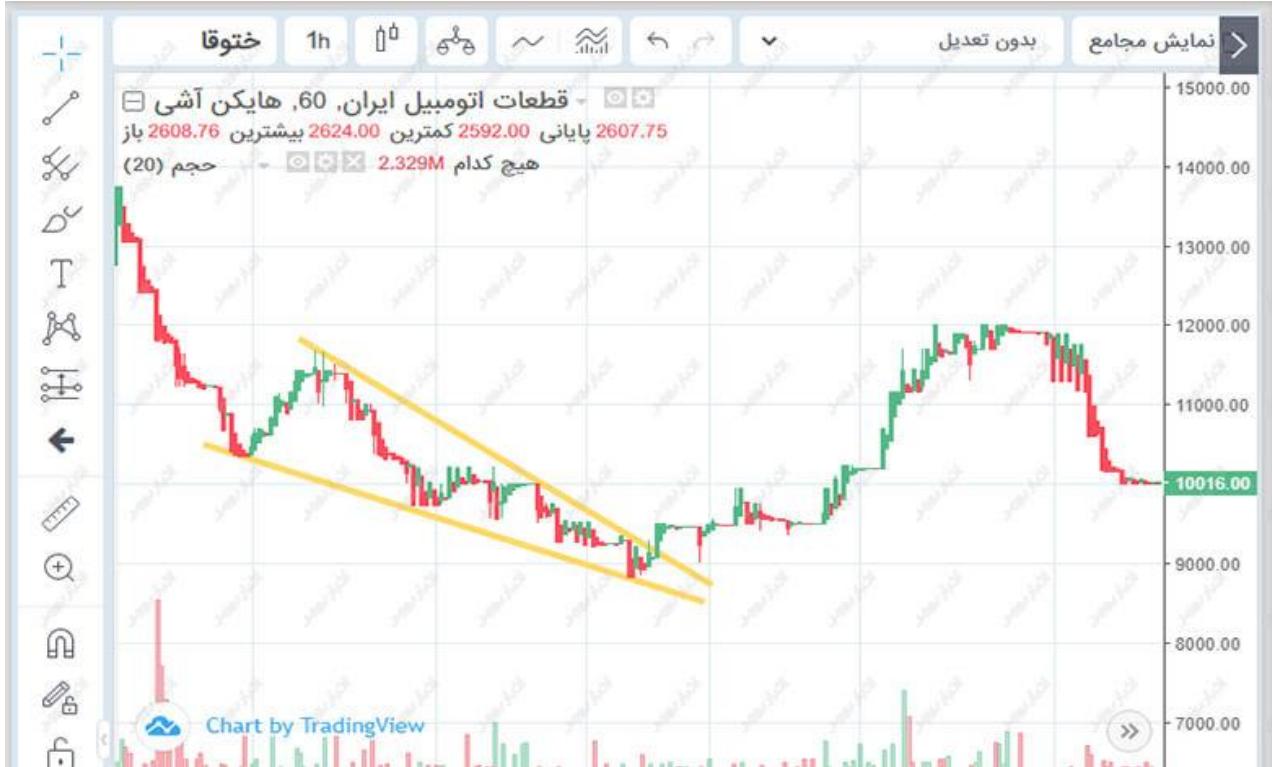 ختوقا 1h بدون تعدیل نمایش مجامع
قطعات اتومبیل ایران, 60, هایکن آشی
باز 2608.76 بیشترین 2624.00 کمترین 2592.00 پایانی 2607.75
حجم (20) هیچ کدام 2.329M
15000.00
14000.00
13000.00
12000.00
11000.00
10016.00
9000.00
8000.00
7000.00
Chart by TradingView